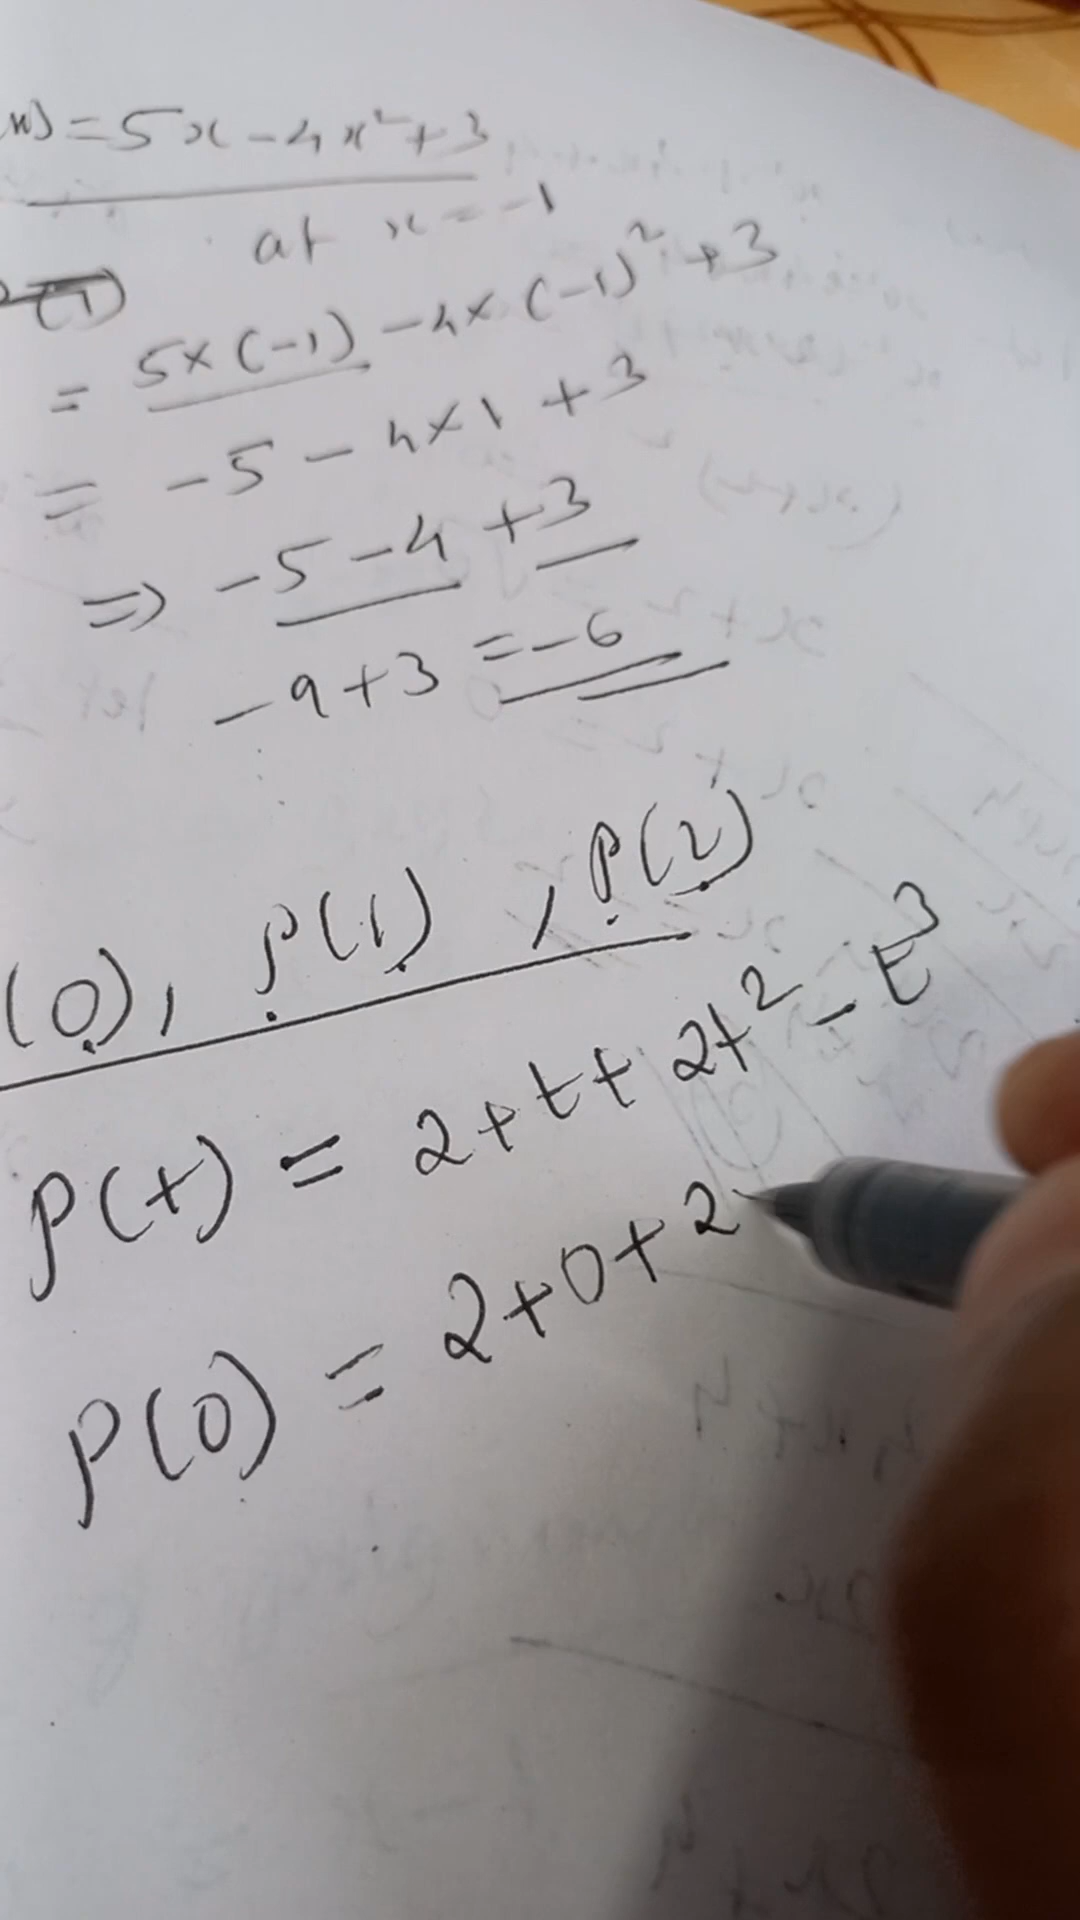 = 5x - 4x² + 3
at x = -1
= 5×(-1) - 4×(-1)² + 3
= -5 - 4×1 + 3
⇒ -5 - 4 + 3
-9 + 3 = -6
(0), P(1), P(2)
P(t) = 2 + t + 2t² - t³
P(0) = 2 + 0 + 2